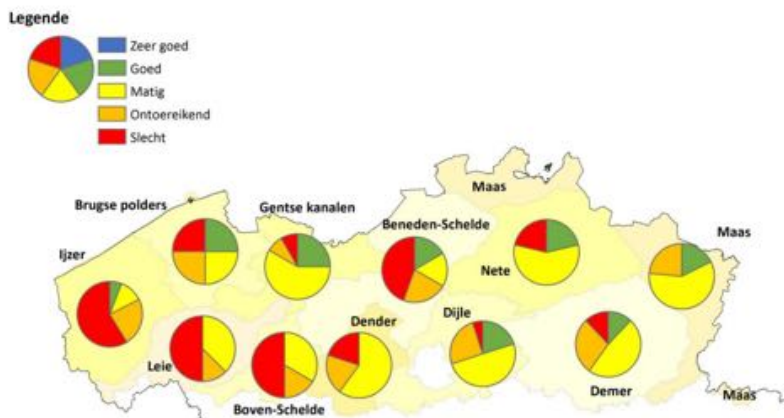 Legende
Zeer goed
Goed
Matig
Ontoereikend
Slecht
Maas
Brugse polders
Gentse kanalen
Beneden-Schelde
Maas
Ijzer
Nete
Dender
Dijle
Leie
Demer
Maas
Boven-Schelde